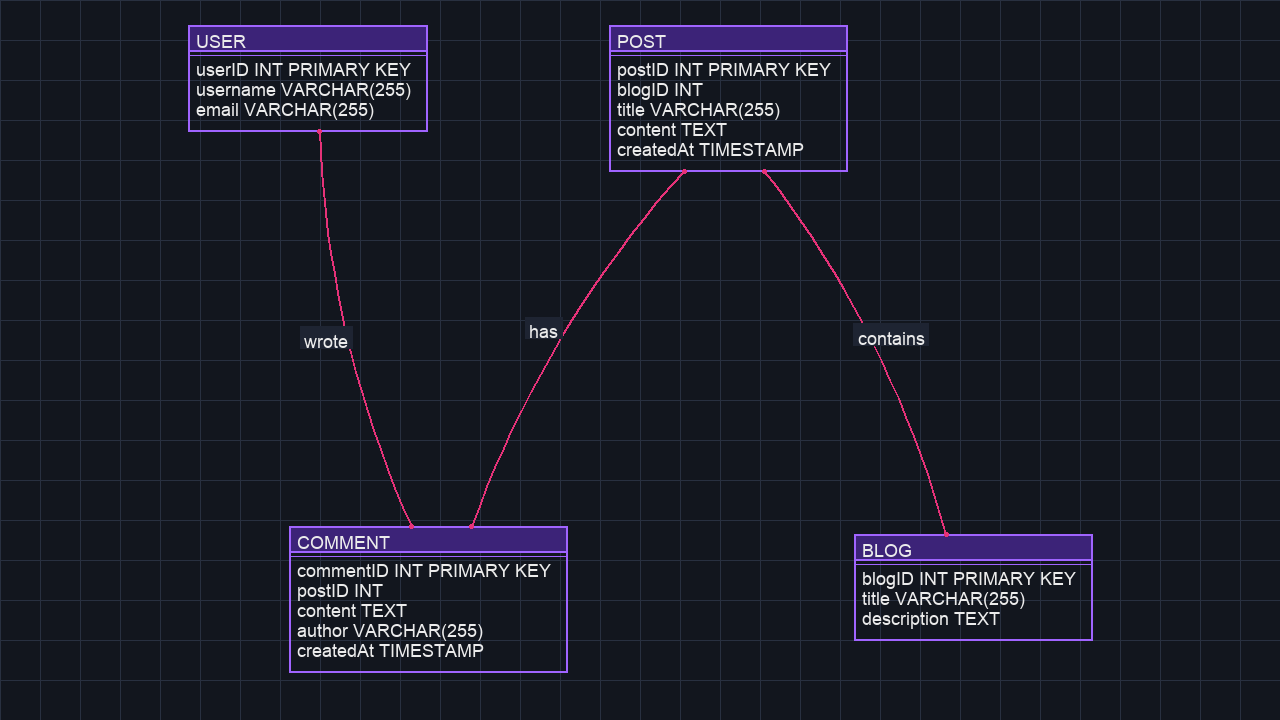 USER
userID INT PRIMARY KEY
username VARCHAR(255)
email VARCHAR(255)
POST
postID INT PRIMARY KEY
blogID INT
title VARCHAR(255)
content TEXT
createdAt TIMESTAMP
wrote
has
contains
COMMENT
commentID INT PRIMARY KEY
postID INT
content TEXT
author VARCHAR(255)
createdAt TIMESTAMP
BLOG
blogID INT PRIMARY KEY
title VARCHAR(255)
description TEXT